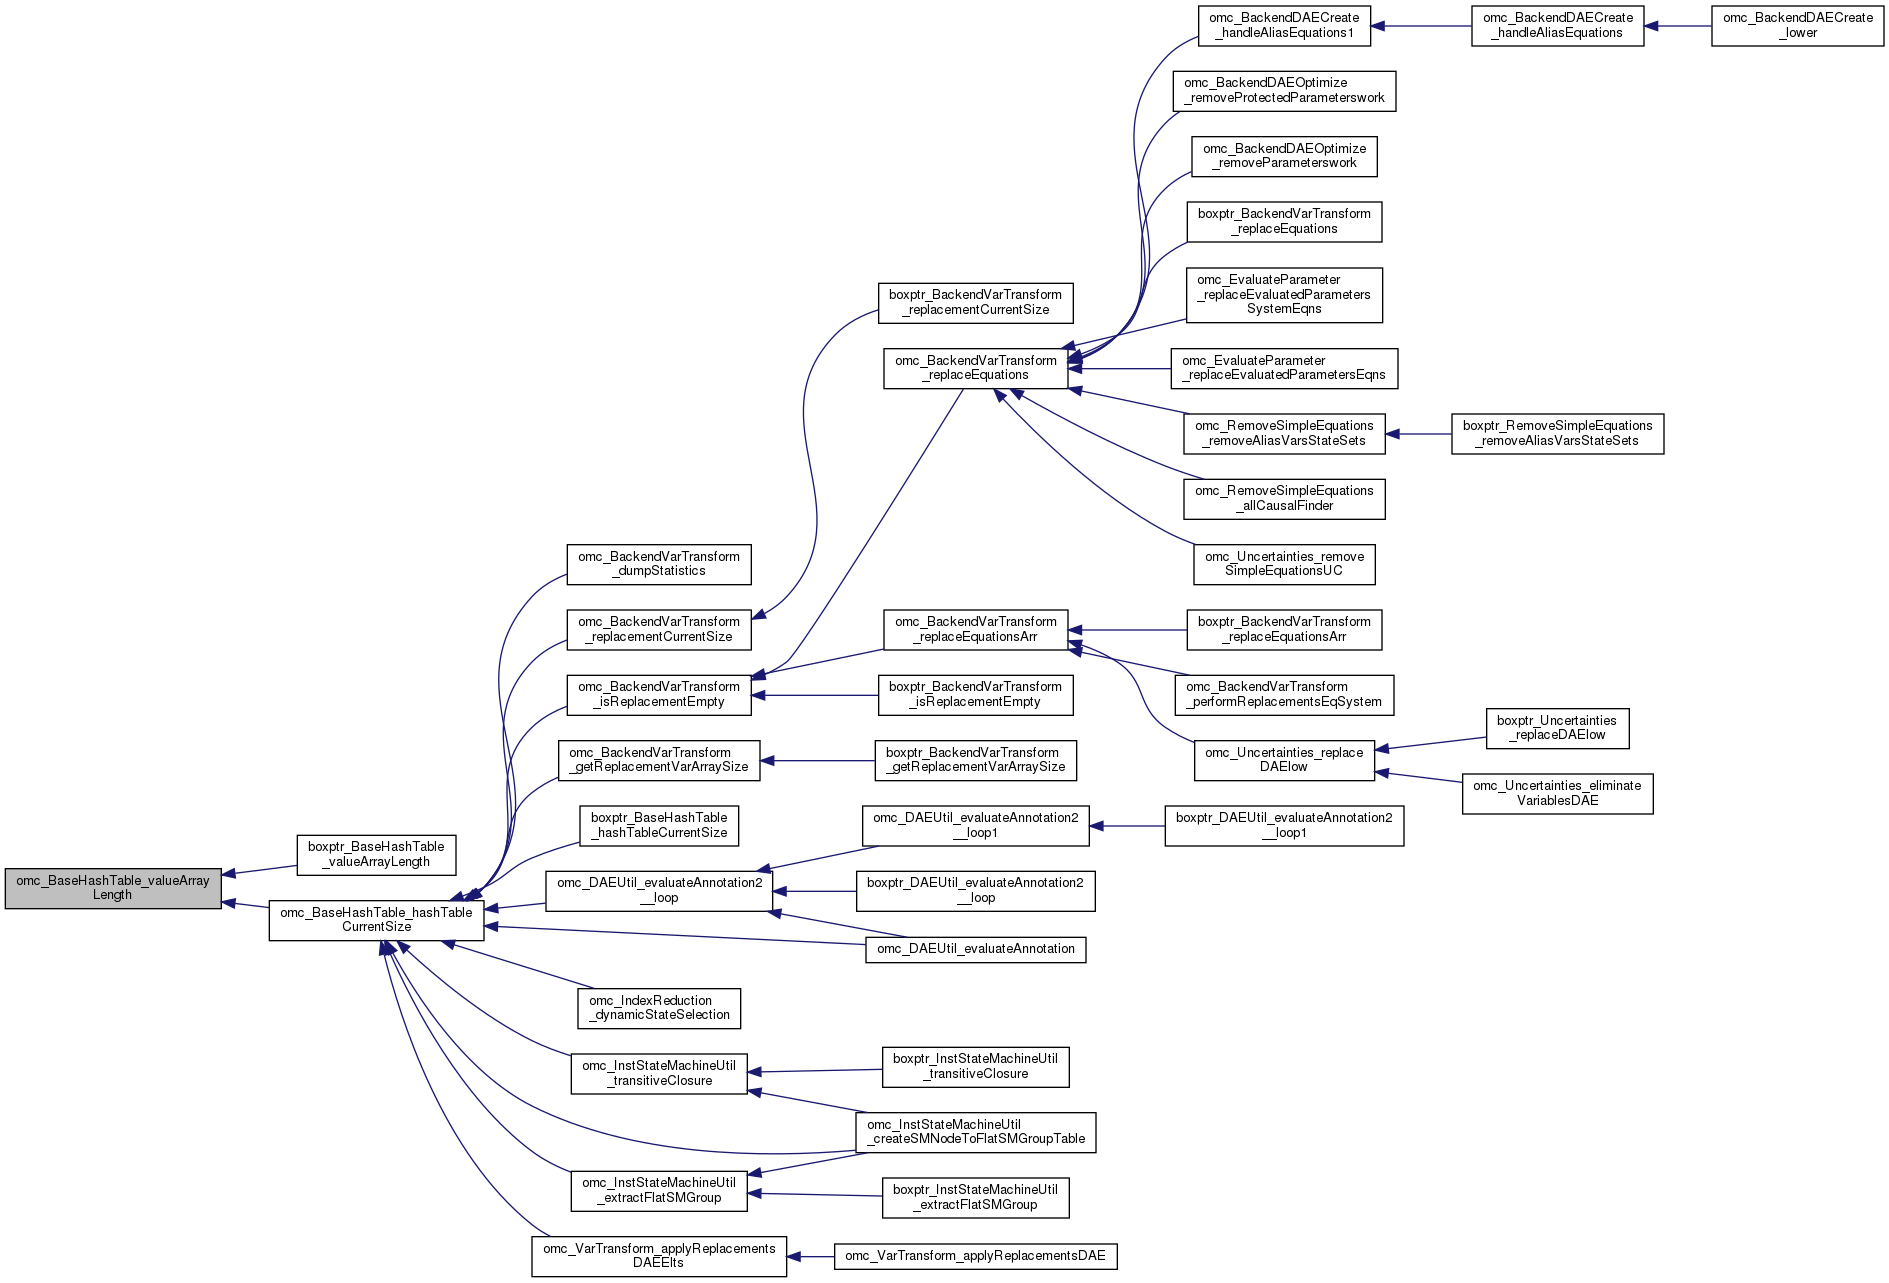 omc_BackendDAECreate
_handleAliasEquations1
omc_BackendDAECreate
_handleAliasEquations
omc_BackendDAECreate
_lower
omc_BackendDAEOptimize
_removeProtectedParameterswork
omc_BackendDAEOptimize
_removeParameterswork
boxptr_BackendVarTransform
_replaceEquations
omc_EvaluateParameter
_replaceEvaluatedParameters
SystemEqns
boxptr_BackendVarTransform
_replacementCurrentSize
omc_BackendVarTransform
_replaceEquations
omc_EvaluateParameter
_replaceEvaluatedParametersEqns
omc_RemoveSimpleEquations
_removeAliasVarsStateSets
boxptr_RemoveSimpleEquations
_removeAliasVarsStateSets
omc_RemoveSimpleEquations
_allCausalFinder
omc_Uncertainties_remove
SimpleEquationsUC
omc_BackendVarTransform
_dumpStatistics
omc_BackendVarTransform
_replacementCurrentSize
omc_BackendVarTransform
_replaceEquationsArr
boxptr_BackendVarTransform
_replaceEquationsArr
omc_BackendVarTransform
_isReplacementEmpty
boxptr_BackendVarTransform
_isReplacementEmpty
omc_BackendVarTransform
_performReplacementsEqSystem
omc_BackendVarTransform
_getReplacementVarArraySize
boxptr_BackendVarTransform
_getReplacementVarArraySize
omc_Uncertainties_replace
DAElow
boxptr_Uncertainties
_replaceDAElow
omc_Uncertainties_eliminate
VariablesDAE
boxptr_BaseHashTable
_hashTableCurrentSize
omc_DAEUtil_evaluateAnnotation2
__loop1
boxptr_DAEUtil_evaluateAnnotation2
__loop1
boxptr_BaseHashTable
_valueArrayLength
omc_BaseHashTable_valueArray
Length
omc_DAEUtil_evaluateAnnotation2
__loop
boxptr_DAEUtil_evaluateAnnotation2
__loop
omc_BaseHashTable_hashTable
CurrentSize
omc_DAEUtil_evaluateAnnotation
omc_IndexReduction
_dynamicStateSelection
omc_InstStateMachineUtil
_transitiveClosure
boxptr_InstStateMachineUtil
_transitiveClosure
omc_InstStateMachineUtil
_createSMNodeToFlatSMGroupTable
omc_InstStateMachineUtil
_extractFlatSMGroup
boxptr_InstStateMachineUtil
_extractFlatSMGroup
omc_VarTransform_applyReplacements
DAEElts
omc_VarTransform_applyReplacementsDAE